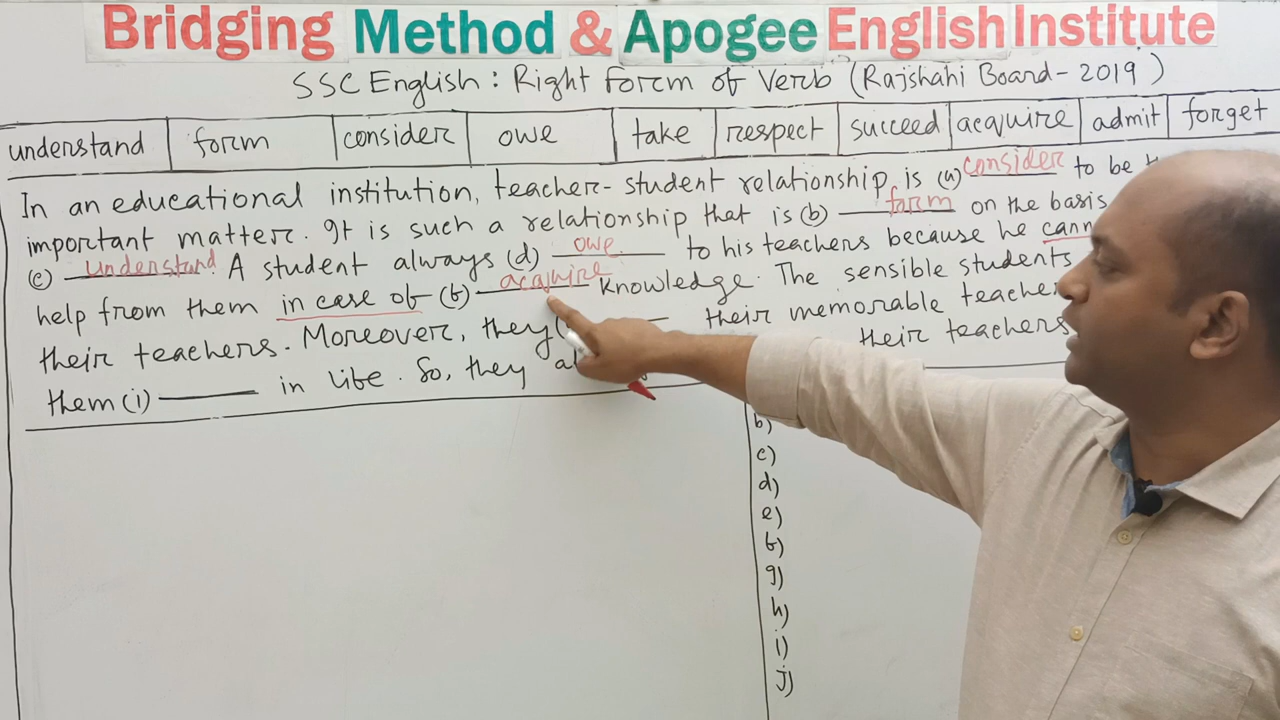 Bridging Method & Apogee English Institute
SSC English: Right Form of Verb (Rajshahi Board-2019)
understand form consider owe take respect succeed acquire admit forget
In an educational institution, teacher-student relationship is (a) consider to be
important matter. It is such a relationship that is (b) form on the basis
(c) understand A student always (d) owe to his teachers because he
help from them in case of (f) acquire knowledge. The sensible students
their teachers. Moreover, they their memorable
them (i) in life. So, they their teachers
b)
c)
d)
e)
f)
g)
h)
i)
j)